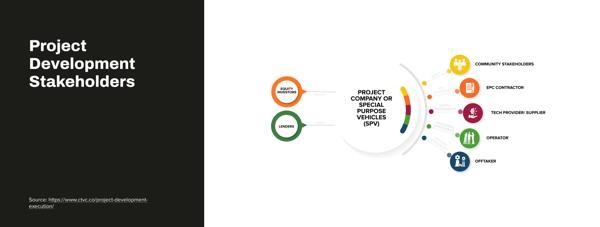 Project
Development
Stakeholders
Source: https://www.ctvc.co/project-development-
execution/
EQUITY
INVESTORS
LENDERS
PROJECT
COMPANY OR
SPECIAL
PURPOSE
VEHICLES
(SPV)
COMMUNITY STAKEHOLDERS
EPC CONTRACTOR
TECH PROVIDER/ SUPPLIER
OPERATOR
OFFTAKER